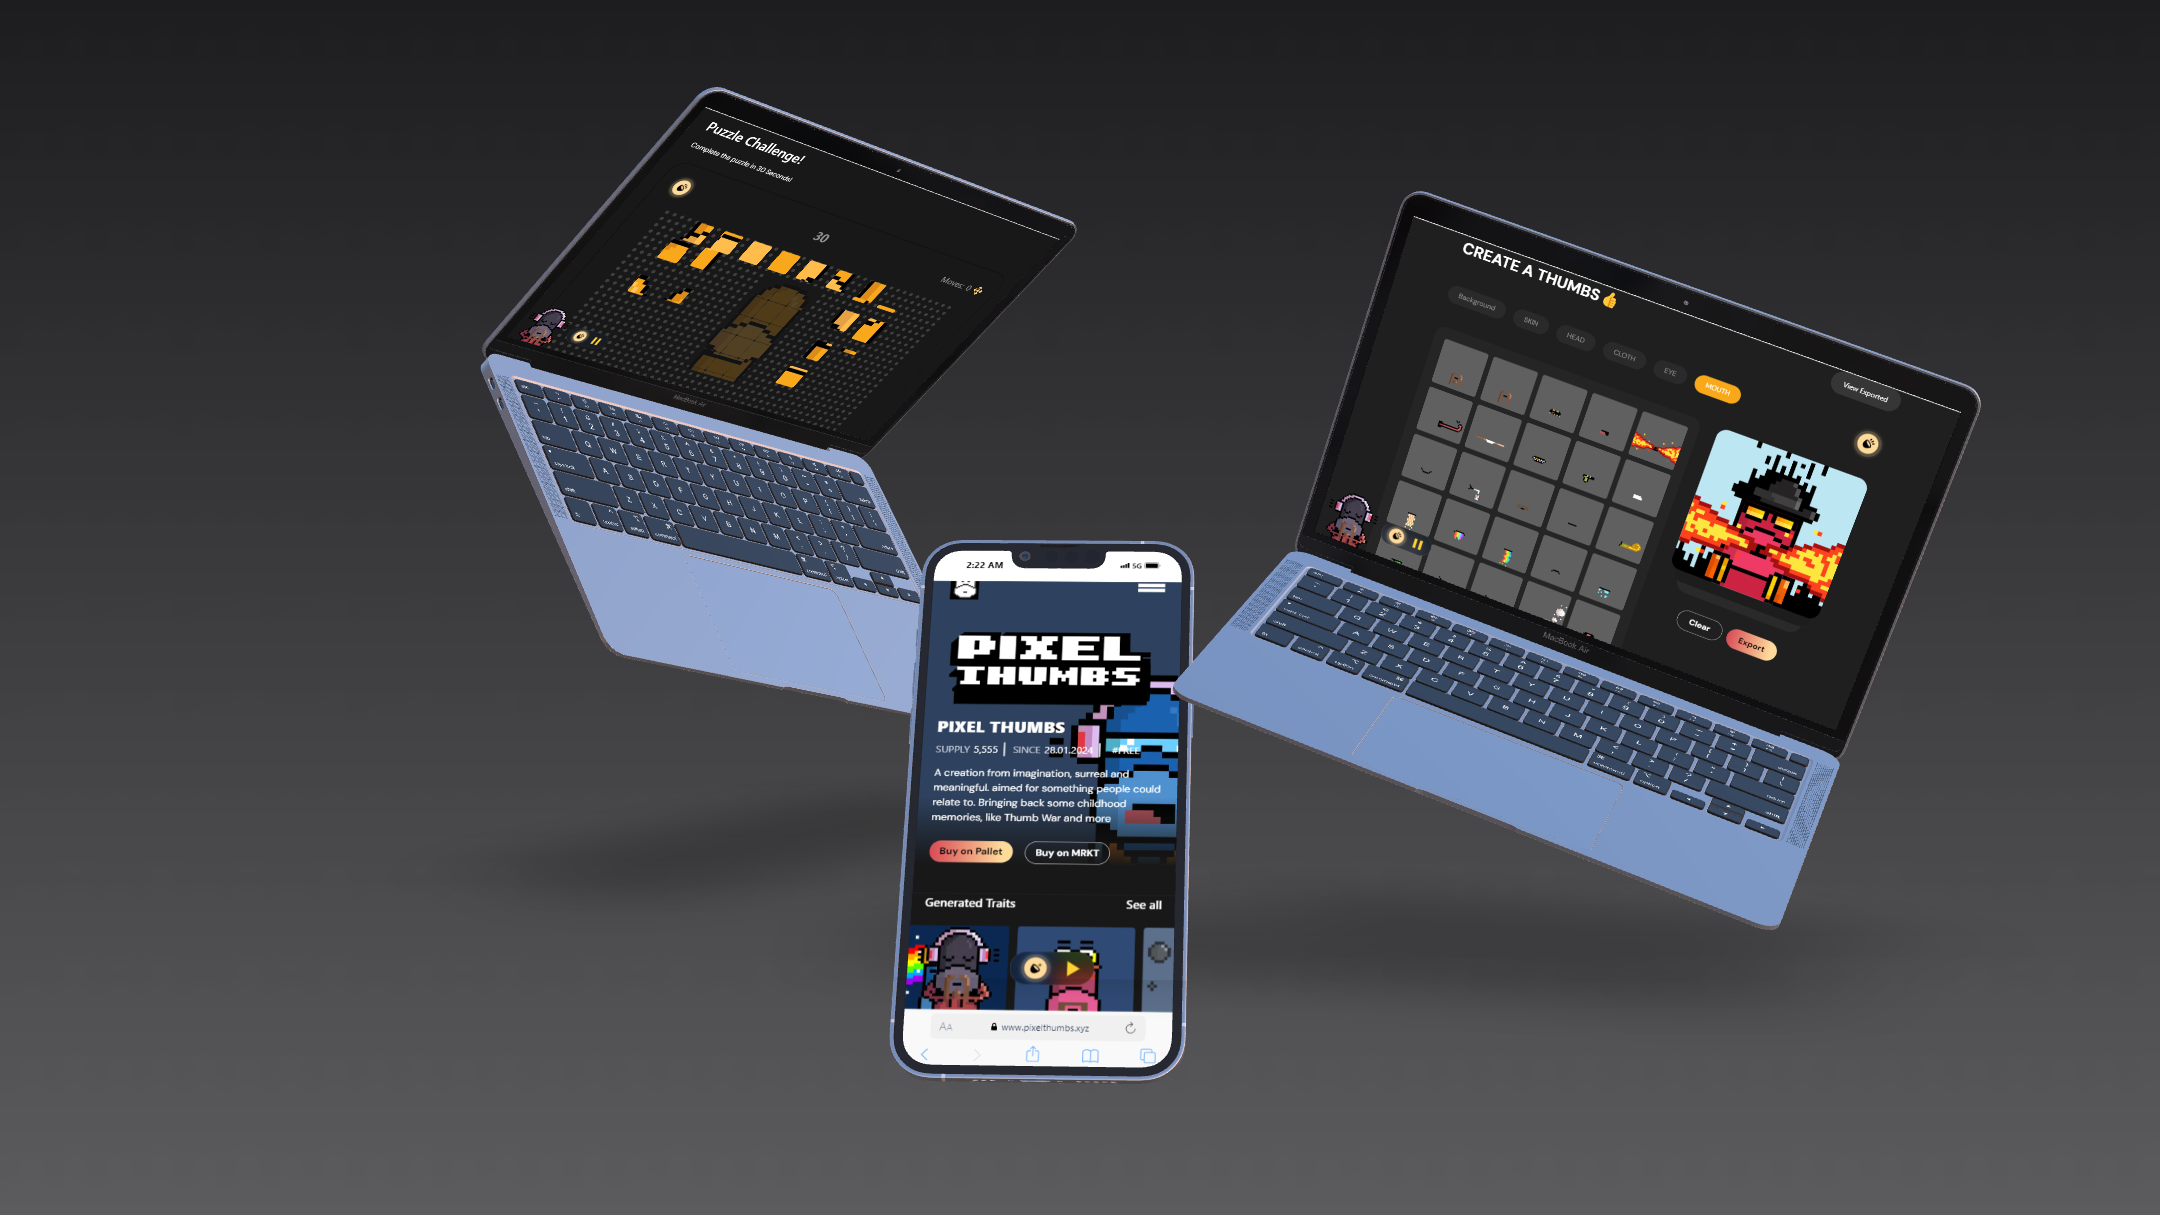 Puzzle Challenge!
Complete the puzzle in 30 Seconds!
30
Moves: 0
MacBook Air
CREATE A THUMBS 👍
Background
SKIN
HEAD
CLOTH
EYE
MOUTH
View Exported
Clear
Export
MacBook Air
2:22 AM
5G
PIXEL
THUMBS
PIXEL THUMBS
SUPPLY 5,555 | SINCE 28.01.2024 | #FREE
A creation from imagination, surreal and
meaningful. aimed for something people could
relate to. Bringing back some childhood
memories, like Thumb War and more
Buy on Pallet
Buy on MRKT
Generated Traits
See all
AA
www.pixelthumbs.xyz